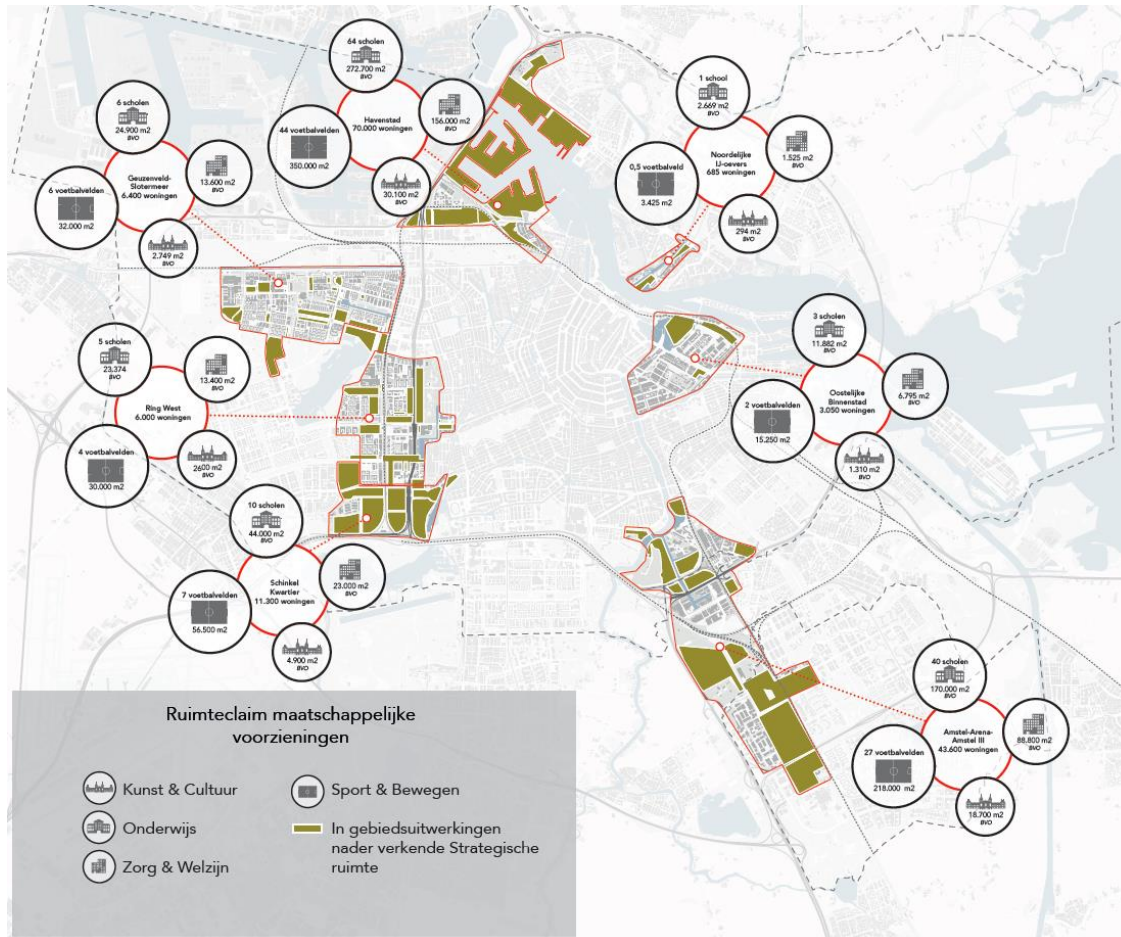 64 scholen
272.700 m2
BVO
44 voetbalvelden
350.000 m2
Havenstad
70.000 woningen
156.000 m2
BVO
30.100 m2
BVO
1 school
2.669 m2
BVO
0,5 voetbalveld
3.425 m2
Noordelijke
IJ-oevers
685 woningen
1.525 m2
BVO
294 m2
BVO
6 scholen
24.900 m2
BVO
6 voetbalvelden
32.000 m2
Geuzenveld-
Slotermeer
6.400 woningen
13.600 m2
BVO
2.749 m2
BVO
5 scholen
23,374
BVO
4 voetbalvelden
30.000 m2
Ring West
6.000 woningen
13.400 m2
BVO
2600 m2
BVO
3 scholen
11.882 m2
BVO
2 voetbalvelden
15.250 m2
Oostelijke
Binnenstad
3.050 woningen
6.795 m2
BVO
1.310 m2
BVO
10 scholen
44.000 m2
BVO
7 voetbalvelden
56.500 m2
Schinkel
Kwartier
11.300 woningen
23.000 m2
BVO
4.900 m2
BVO
40 scholen
170.000 m2
BVO
27 voetbalvelden
218.000 m2
Amstel-Arena-
Amstel III
43.600 woningen
88.800 m2
BVO
18.700 m2
BVO
Ruimteclaim maatschappelijke
voorzieningen
Kunst & Cultuur
Onderwijs
Zorg & Welzijn
Sport & Bewegen
In gebiedsuitwerkingen
nader verkende Strategische
ruimte